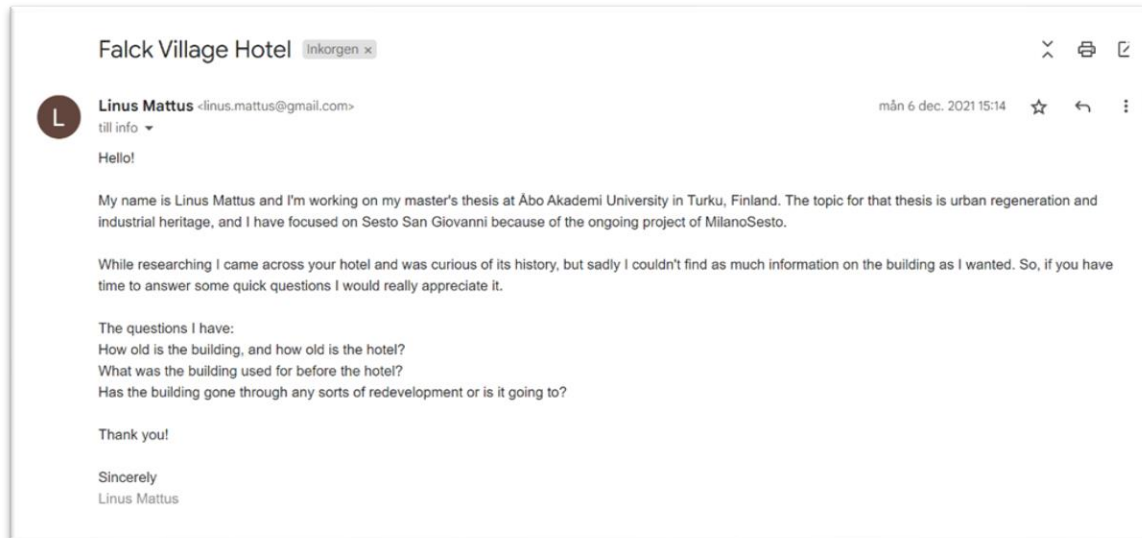 Falck Village Hotel Inkorgen ×
L
Linus Mattus <linus.mattus@gmail.com> mån 6 dec. 2021 15:14
till info
Hello!
My name is Linus Mattus and I'm working on my master's thesis at Åbo Akademi University in Turku, Finland. The topic for that thesis is urban regeneration and
industrial heritage, and I have focused on Sesto San Giovanni because of the ongoing project of MilanoSesto.
While researching I came across your hotel and was curious of its history, but sadly I couldn't find as much information on the building as I wanted. So, if you have
time to answer some quick questions I would really appreciate it.
The questions I have:
How old is the building, and how old is the hotel?
What was the building used for before the hotel?
Has the building gone through any sorts of redevelopment or is it going to?
Thank you!
Sincerely
Linus Mattus